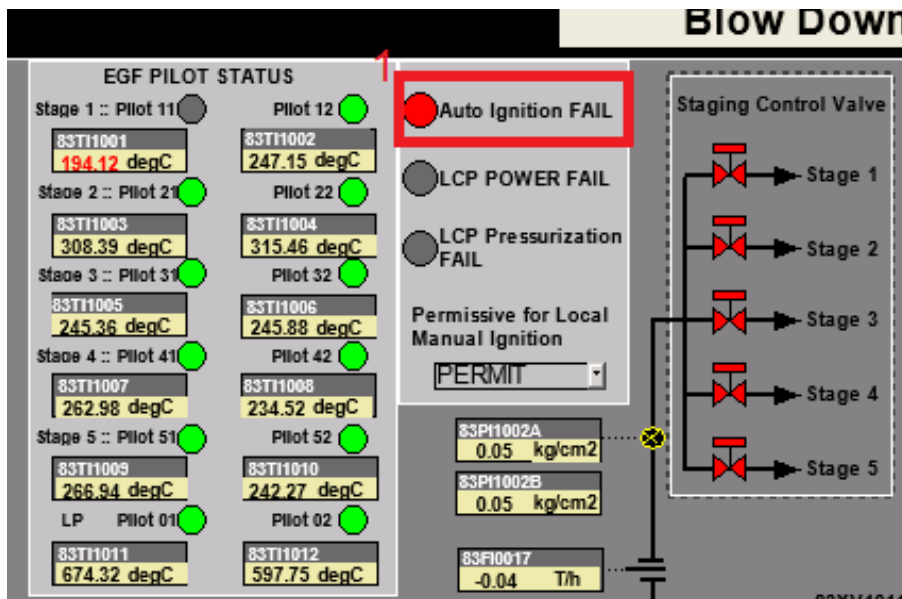 Blow Down
EGF PILOT STATUS
1
Stage 1 :: Pilot 11
Pilot 12
83TI1001
194.12 degC
83TI1002
247.15 degC
Stage 2 :: Pilot 21
Pilot 22
83TI1003
308.39 degC
83TI1004
315.46 degC
Stage 3 :: Pilot 31
Pilot 32
83TI1005
245.36 degC
83TI1006
245.88 degC
Stage 4 :: Pilot 41
Pilot 42
83TI1007
262.98 degC
83TI1008
234.52 degC
Stage 5 :: Pilot 51
Pilot 52
83TI1009
266.94 degC
83TI1010
242.27 degC
LP Pilot 01
Pilot 02
83TI1011
674.32 degC
83TI1012
597.75 degC
Auto Ignition FAIL
LCP POWER FAIL
LCP Pressurization
FAIL
Permissive for Local
Manual Ignition
PERMIT
83PI1002A
0.05 kg/cm2
83PI1002B
0.05 kg/cm2
83FI0017
-0.04 T/h
Staging Control Valve
Stage 1
Stage 2
Stage 3
Stage 4
Stage 5